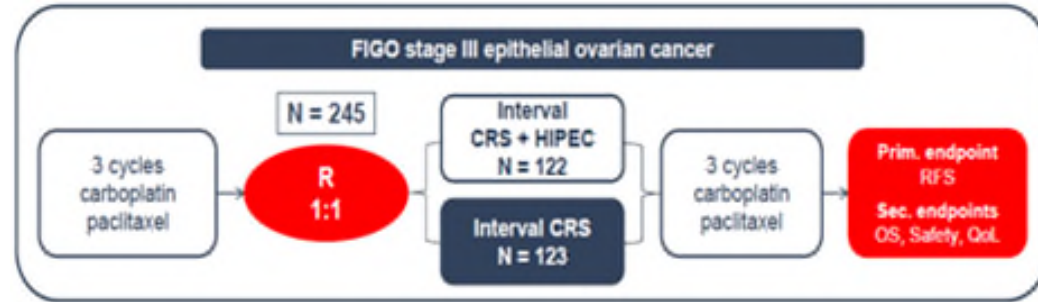 FIGO stage III epithelial ovarian cancer
N = 245
3 cycles
carboplatin
paclitaxel
R
1:1
Interval
CRS + HIPEC
N = 122
Interval CRS
N = 123
3 cycles
carboplatin
paclitaxel
Prim. endpoint
RFS
Sec. endpoints
OS, Safety, QoL